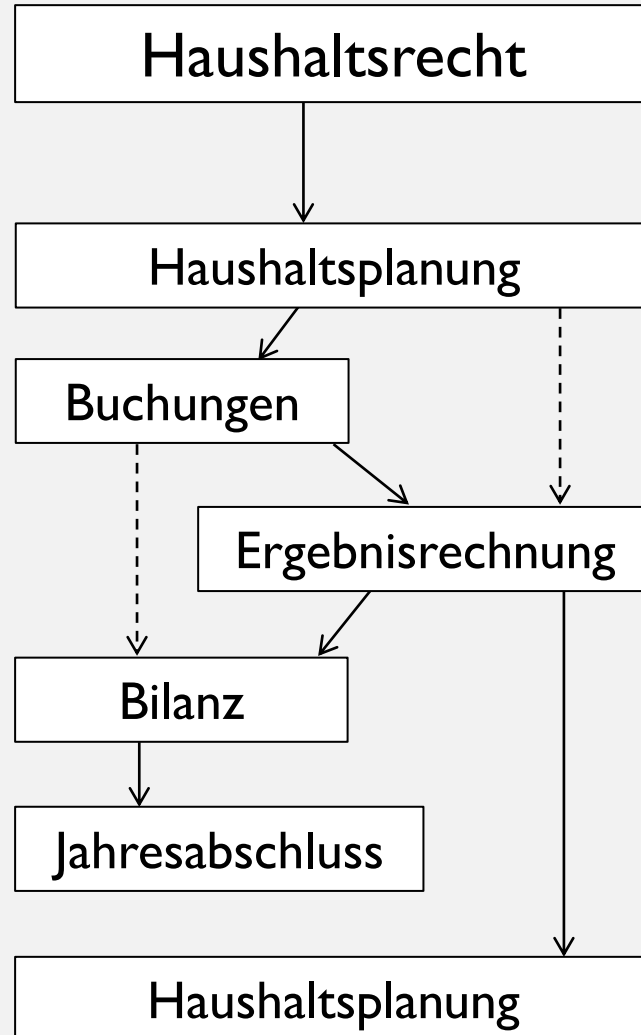 Haushaltsrecht
Haushaltsplanung
Buchungen
Ergebnisrechnung
Bilanz
Jahresabschluss
Haushaltsplanung